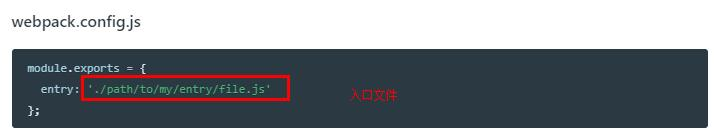 webpack.config.js
module.exports = {
entry: './path/to/my/entry/file.js' 入口文件
};